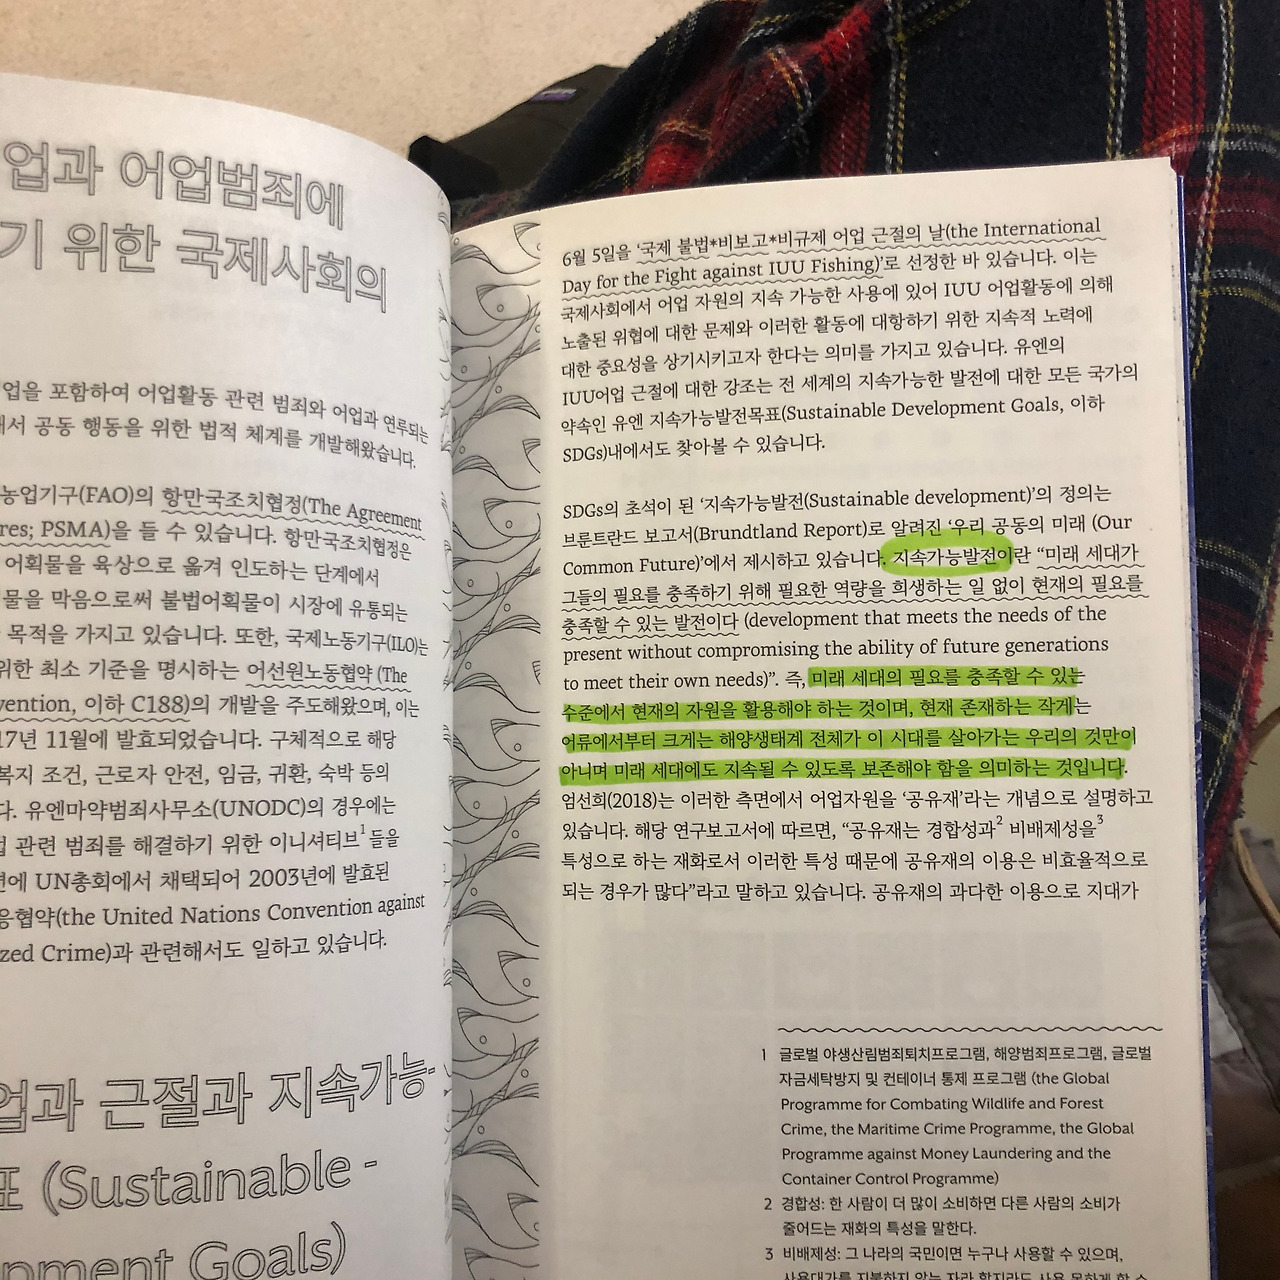 업과 어업범죄에
기 위한 국제사회의
업을 포함하여 어업활동 관련 범죄와 어업과 연루되는
서 공동 행동을 위한 법적 체계를 개발해왔습니다.
농업기구(FAO)의 항만국조치협정(The Agreement
res; PSMA)을 들 수 있습니다. 항만국조치협정은
어획물을 육상으로 옮겨 인도하는 단계에서
물을 막음으로써 불법어획물이 시장에 유통되는
목적을 가지고 있습니다. 또한, 국제노동기구(ILO)는
위한 최소 기준을 명시하는 어선원노동협약 (The
vention, 이하 C188)의 개발을 주도해왔으며, 이는
17년 11월에 발효되었습니다. 구체적으로 해당
복지 조건, 근로자 안전, 임금, 귀환, 숙박 등의
다. 유엔마약범죄사무소(UNODC)의 경우에는
관련 범죄를 해결하기 위한 이니셔티브1 들을
에 UN총회에서 채택되어 2003년에 발효된
응협약(the United Nations Convention against
zed Crime)과 관련해서도 일하고 있습니다.
업과 근절과 지속가능-
표 (Sustainable -
pment Goals)
6월 5일을 ‘국제 불법*비보고*비규제 어업 근절의 날(the International
Day for the Fight against IUU Fishing)’로 선정한 바 있습니다. 이는
국제사회에서 어업 자원의 지속 가능한 사용에 있어 IUU 어업활동에 의해
노출된 위협에 대한 문제와 이러한 활동에 대항하기 위한 지속적 노력에
대한 중요성을 상기시키고자 한다는 의미를 가지고 있습니다. 유엔의
IUU어업 근절에 대한 강조는 전 세계의 지속가능한 발전에 대한 모든 국가의
약속인 유엔 지속가능발전목표(Sustainable Development Goals, 이하
SDGs)내에서도 찾아볼 수 있습니다.
SDGs의 초석이 된 ‘지속가능발전(Sustainable development)’의 정의는
브룬트란드 보고서(Brundtland Report)로 알려진 ‘우리 공동의 미래 (Our
Common Future)’에서 제시하고 있습니다. 지속가능발전이란 “미래 세대가
그들의 필요를 충족하기 위해 필요한 역량을 희생하는 일 없이 현재의 필요를
충족할 수 있는 발전이다 (development that meets the needs of the
present without compromising the ability of future generations
to meet their own needs)”. 즉, 미래 세대의 필요를 충족할 수 있는
수준에서 현재의 자원을 활용해야 하는 것이며, 현재 존재하는 작게는
어류에서부터 크게는 해양생태계 전체가 이 시대를 살아가는 우리의 것만이
아니며 미래 세대에도 지속될 수 있도록 보존해야 함을 의미하는 것입니다.
엄선희(2018)는 이러한 측면에서 어업자원을 ‘공유재’라는 개념으로 설명하고
있습니다. 해당 연구보고서에 따르면, “공유재는 경합성과2 비배제성을3
특성으로 하는 재화로서 이러한 특성 때문에 공유재의 이용은 비효율적으로
되는 경우가 많다”라고 말하고 있습니다. 공유재의 과다한 이용으로 지대가
1 글로벌 야생산림범죄퇴치프로그램, 해양범죄프로그램, 글로벌
자금세탁방지 및 컨테이너 통제 프로그램 (the Global
Programme for Combating Wildlife and Forest
Crime, the Maritime Crime Programme, the Global
Programme against Money Laundering and the
Container Control Programme)
2 경합성: 한 사람이 더 많이 소비하면 다른 사람의 소비가
줄어드는 재화의 특성을 말한다.
3 비배제성: 그 나라의 국민이면 누구나 사용할 수 있으며,